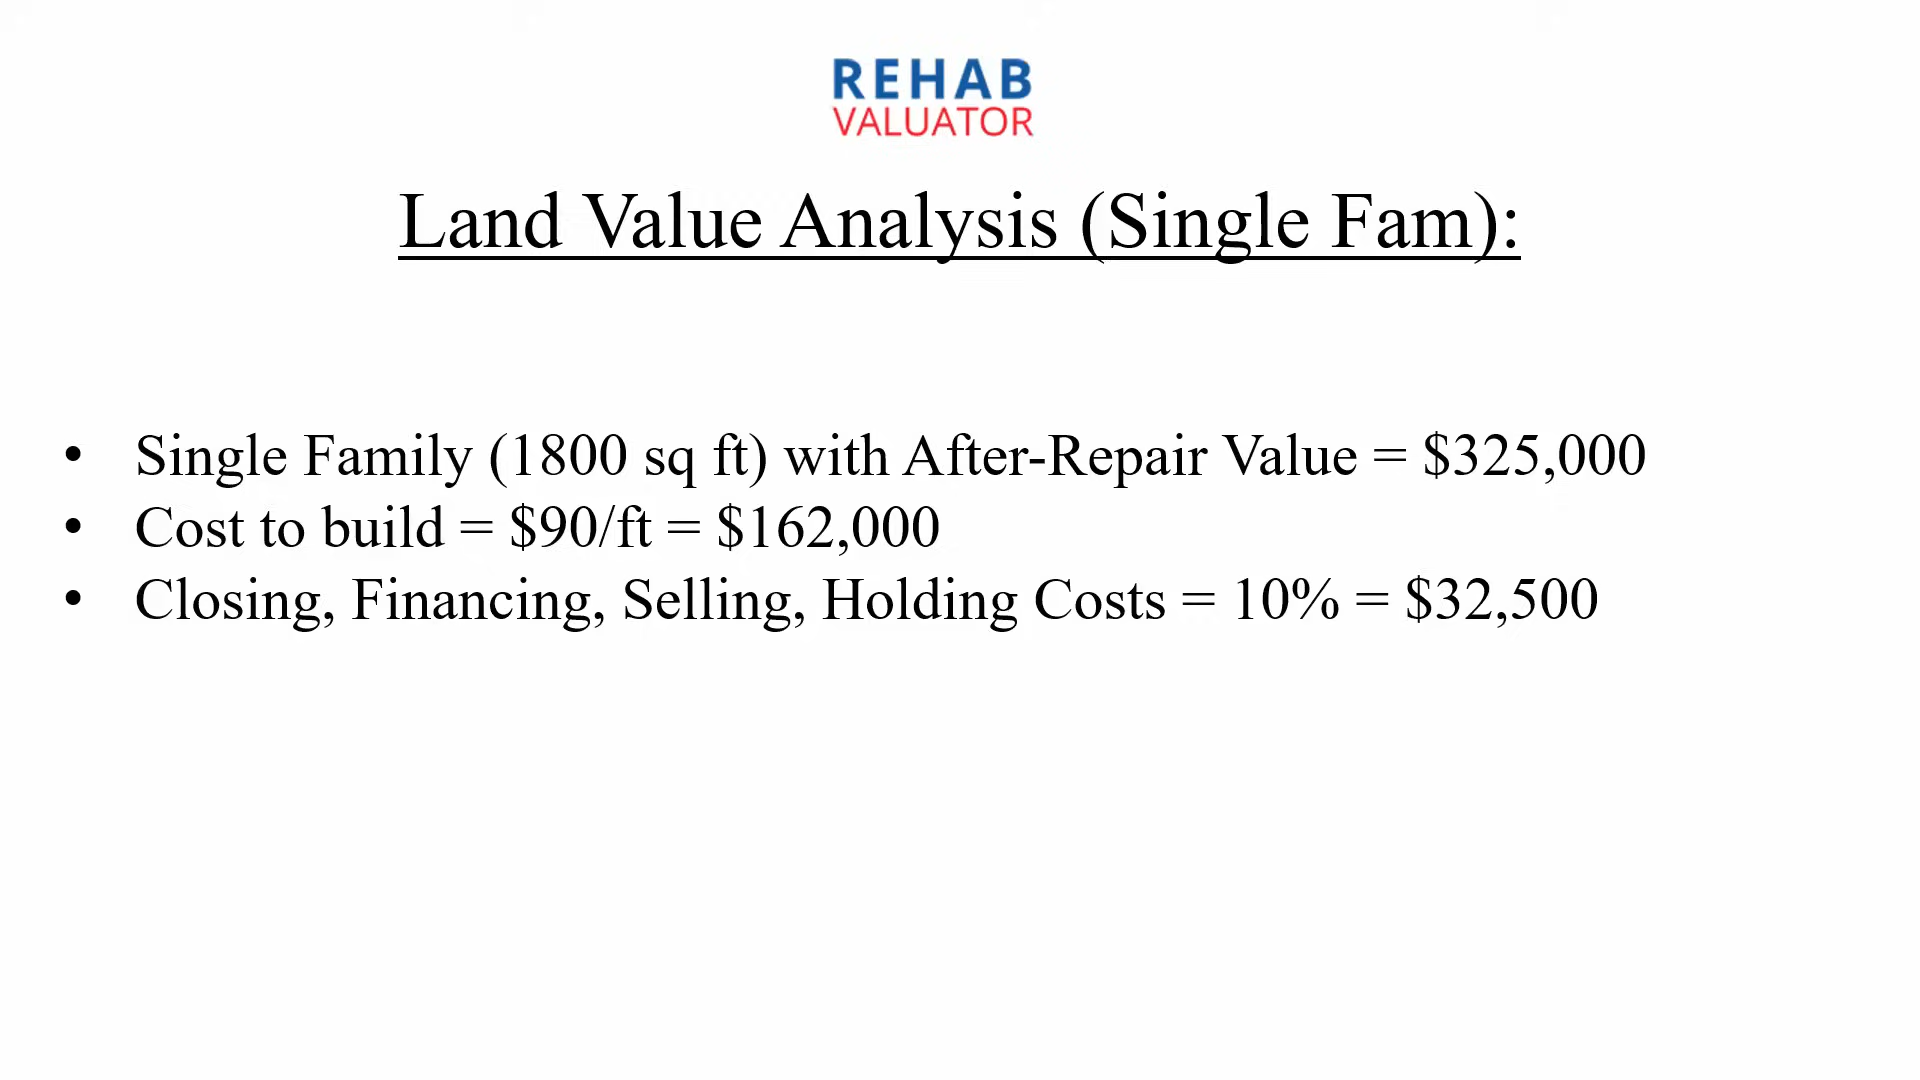 REHAB
VALUATOR
Land Value Analysis (Single Fam):
• Single Family (1800 sq ft) with After-Repair Value = $325,000
• Cost to build = $90/ft = $162,000
• Closing, Financing, Selling, Holding Costs = 10% = $32,500